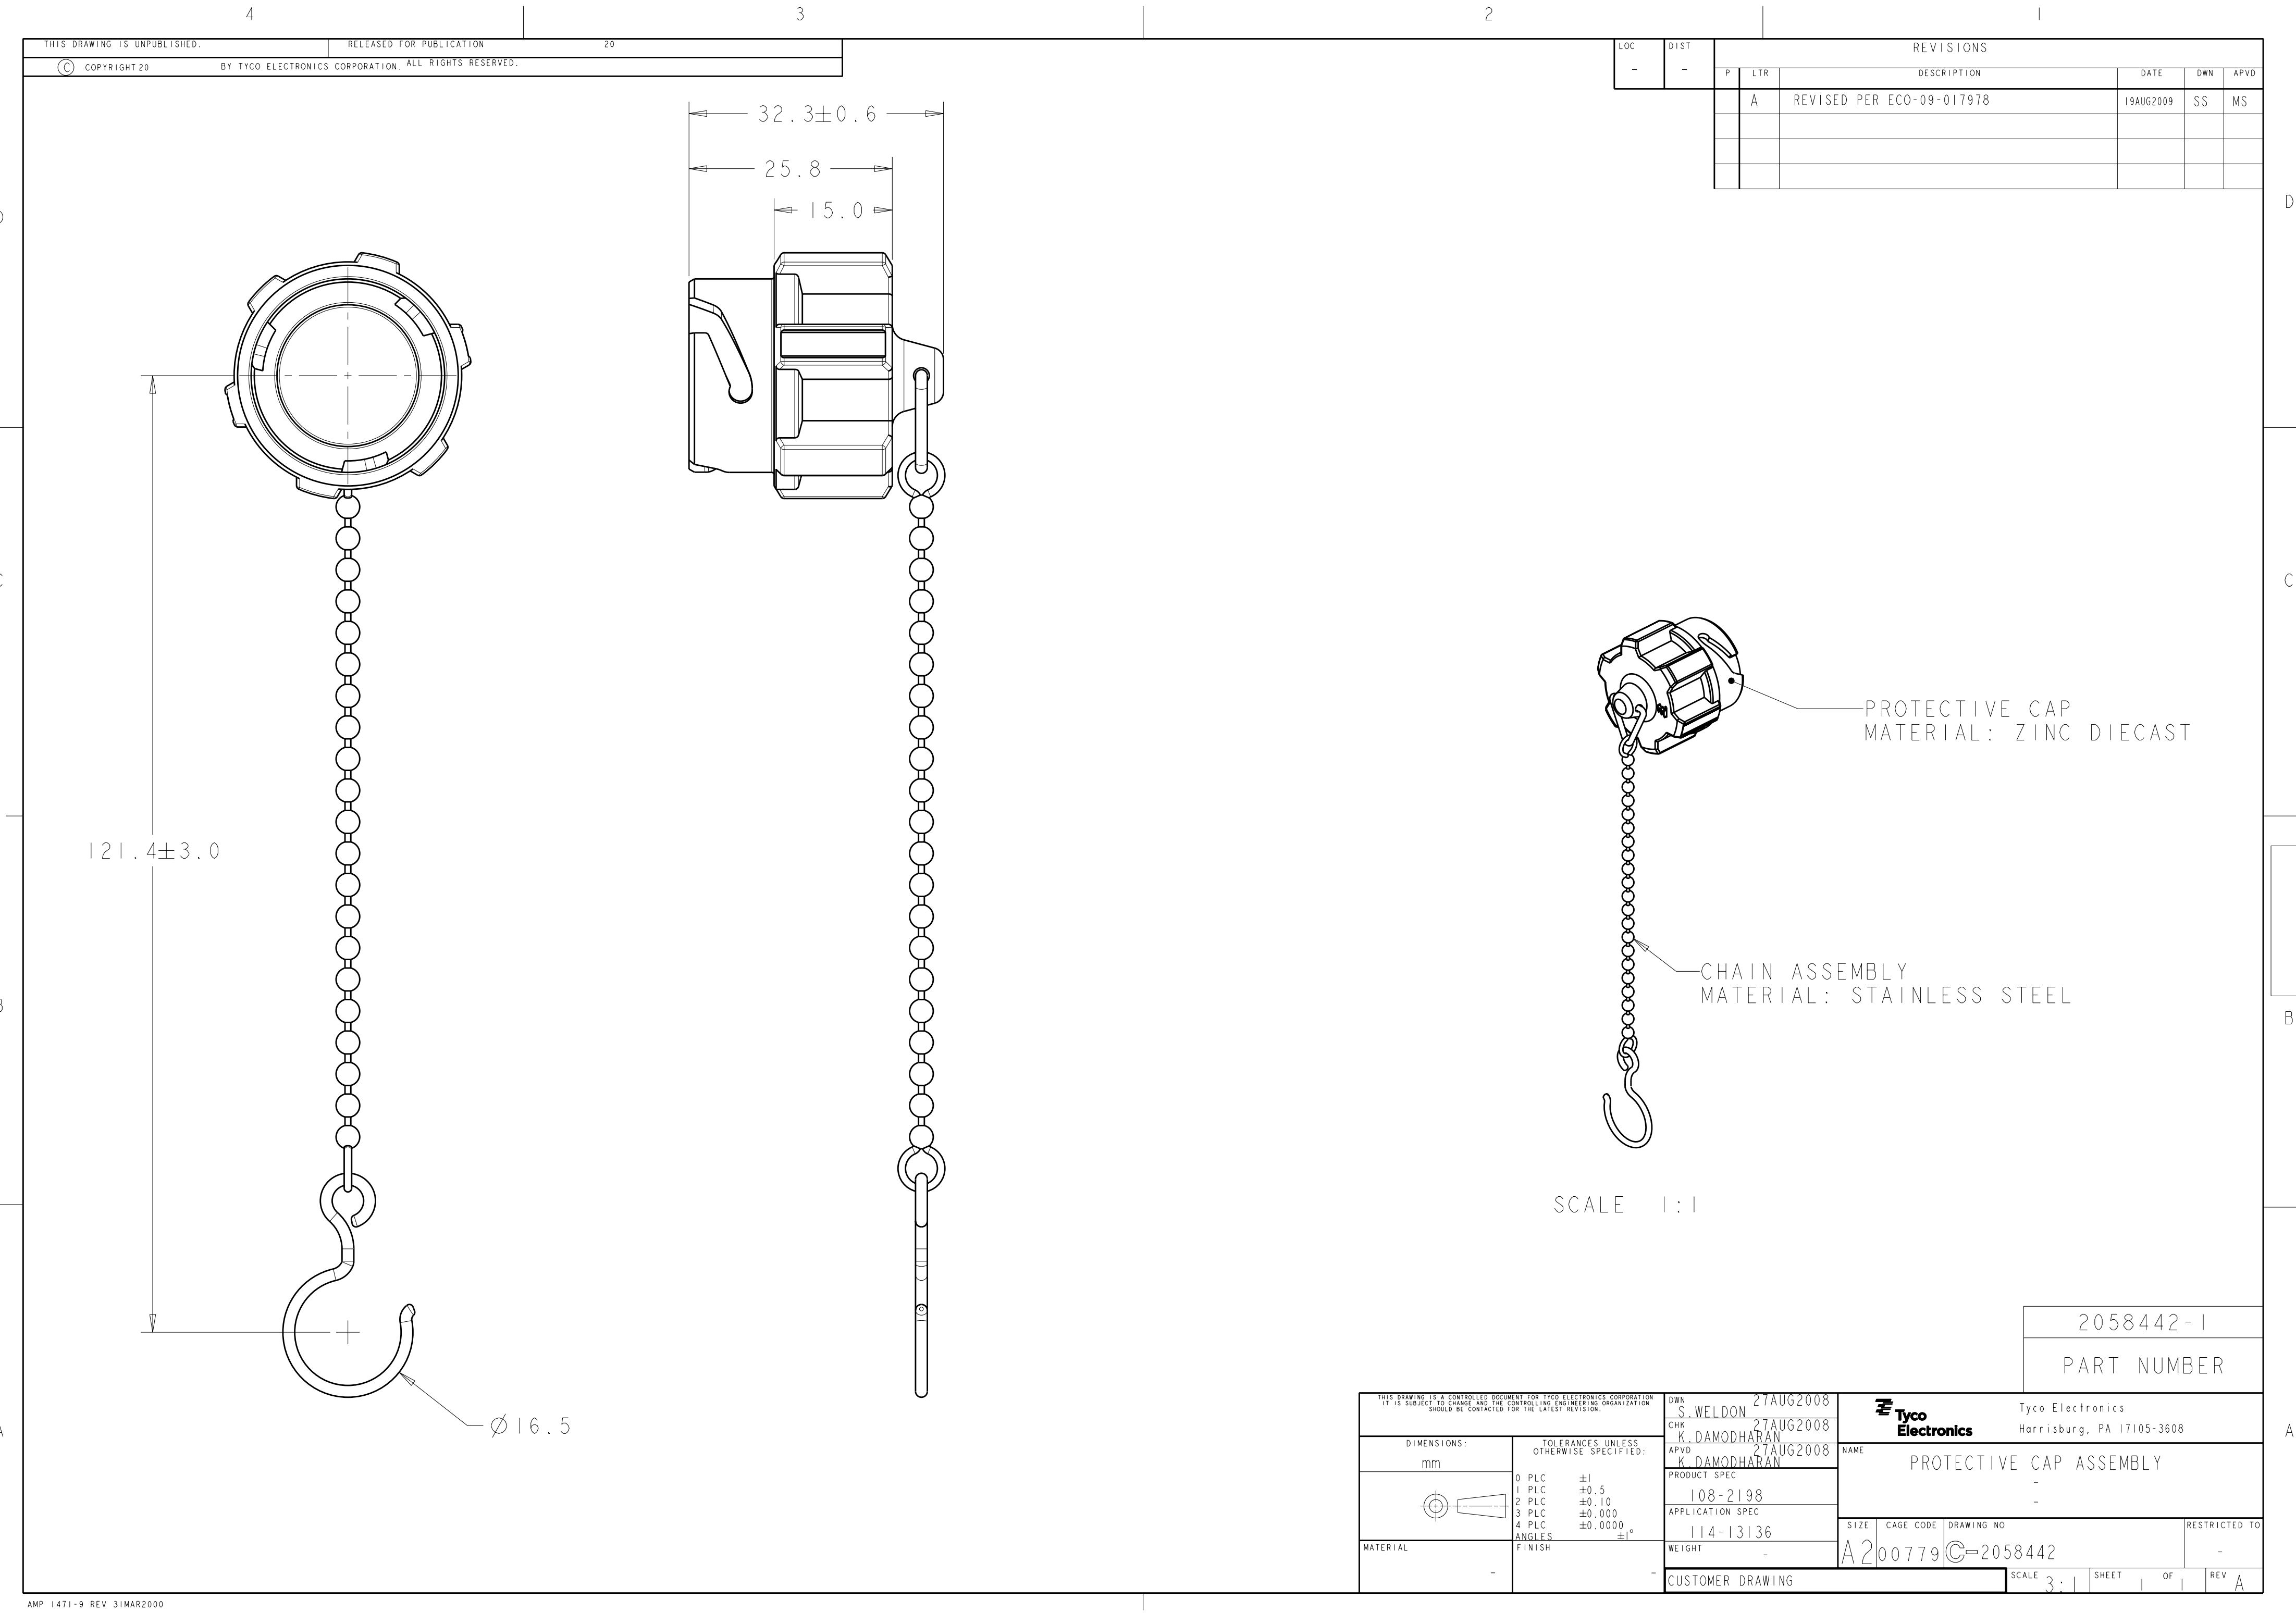 4 3 2 1
THIS DRAWING IS UNPUBLISHED. RELEASED FOR PUBLICATION 20
© COPYRIGHT 20 BY TYCO ELECTRONICS CORPORATION. ALL RIGHTS RESERVED.
LOC DIST REVISIONS
- -
P LTR DESCRIPTION DATE DWN APVD
A REVISED PER ECO-09-017978 19AUG2009 SS MS
32.3±0.6
25.8
15.0
D D
C C
PROTECTIVE CAP
MATERIAL: ZINC DIECAST
121.4±3.0
CHAIN ASSEMBLY
MATERIAL: STAINLESS STEEL
B B
SCALE 1:1
Ø16.5
A A
2058442-1
PART NUMBER
THIS DRAWING IS A CONTROLLED DOCUMENT FOR TYCO ELECTRONICS CORPORATION
IT IS SUBJECT TO CHANGE AND THE CONTROLLING ENGINEERING ORGANIZATION
SHOULD BE CONTACTED FOR THE LATEST REVISION.
DIMENSIONS:
mm
TOLERANCES UNLESS
OTHERWISE SPECIFIED:
0 PLC ±1
1 PLC ±0.5
2 PLC ±0.10
3 PLC ±0.000
4 PLC ±0.0000
ANGLES ±1°
MATERIAL
-
FINISH
-
DWN 27AUG2008
S.WELDON
CHK 27AUG2008
K.DAMODHARAN
APVD 27AUG2008
K.DAMODHARAN
PRODUCT SPEC
108-2198
APPLICATION SPEC
114-13136
WEIGHT -
CUSTOMER DRAWING
Tyco
Electronics
Tyco Electronics
Harrisburg, PA 17105-3608
NAME
PROTECTIVE CAP ASSEMBLY
-
-
SIZE CAGE CODE DRAWING NO RESTRICTED TO
A2 00779 C-2058442 -
SCALE 3:1 SHEET 1 OF 1 REV A
AMP 1471-9 REV 31MAR2000